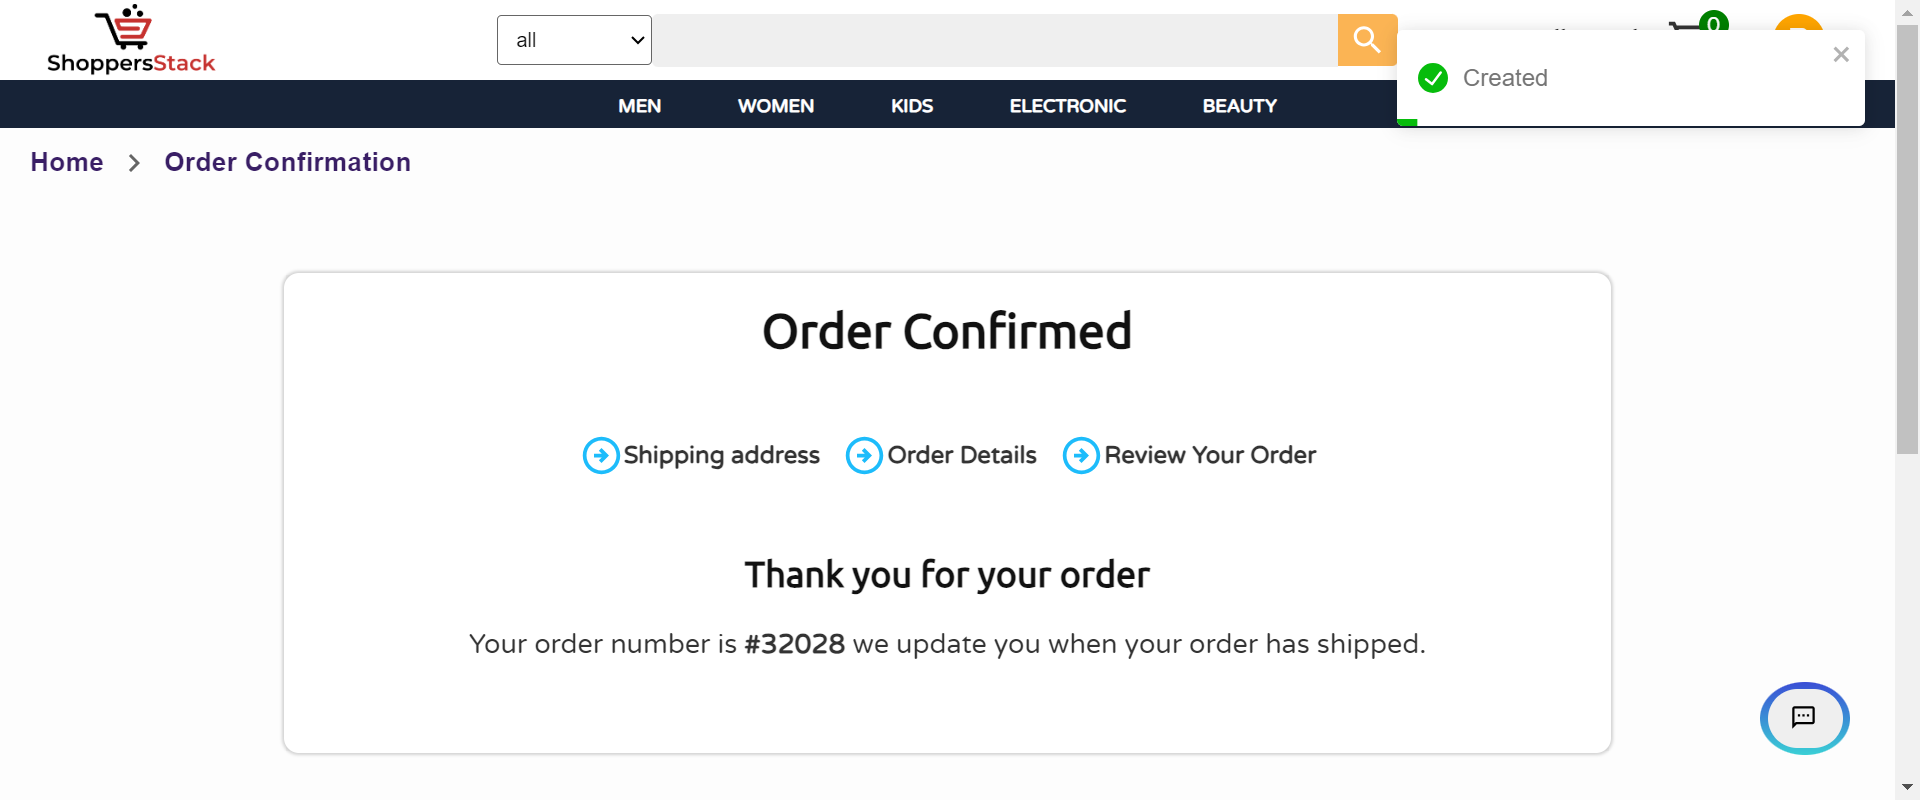 ShoppersStack
all
0
Created
MEN WOMEN KIDS ELECTRONIC BEAUTY
Home > Order Confirmation
Order Confirmed
Shipping address Order Details Review Your Order
Thank you for your order
Your order number is #32028 we update you when your order has shipped.